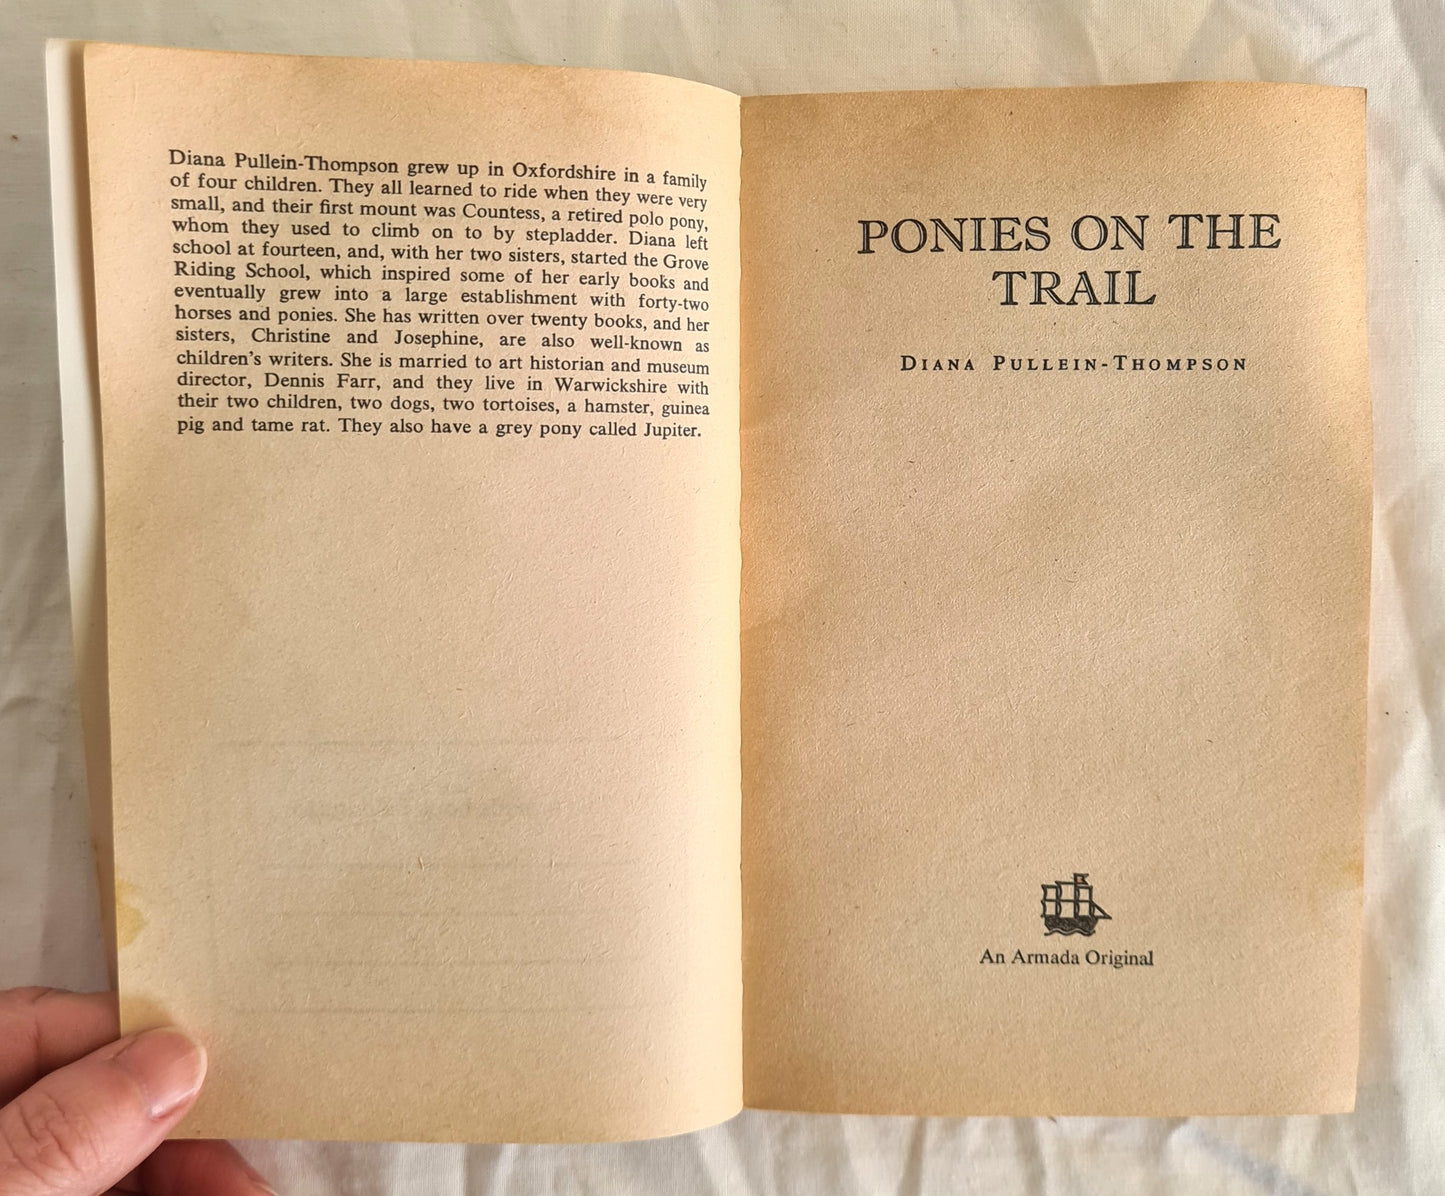 Diana Pullein-Thompson grew up in Oxfordshire in a family
of four children. They all learned to ride when they were very
small, and their first mount was Countess, a retired polo pony,
whom they used to climb on to by stepladder. Diana left
school at fourteen, and, with her two sisters, started the Grove
Riding School, which inspired some of her early books and
eventually grew into a large establishment with forty-two
horses and ponies. She has written over twenty books, and her
sisters, Christine and Josephine, are also well-known as
children's writers. She is married to art historian and museum
director, Dennis Farr, and they live in Warwickshire with
their two children, two dogs, two tortoises, a hamster, guinea
pig and tame rat. They also have a grey pony called Jupiter.
PONIES ON THE
TRAIL
DIANA PULLEIN-THOMPSON
An Armada Original